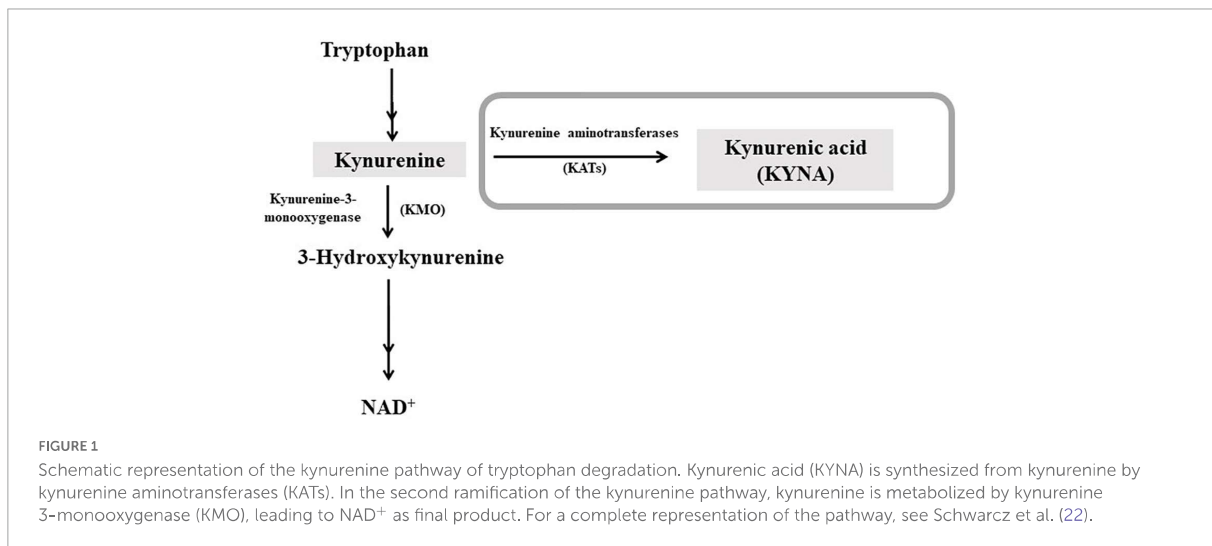 Tryptophan
Kynurenine aminotransferases
(KATs)
Kynurenic acid
(KYNA)
Kynurenine
Kynurenine-3-
monooxygenase
(KMO)
3-Hydroxykynurenine
NAD⁺
FIGURE 1
Schematic representation of the kynurenine pathway of tryptophan degradation. Kynurenic acid (KYNA) is synthesized from kynurenine by
kynurenine aminotransferases (KATs). In the second ramification of the kynurenine pathway, kynurenine is metabolized by kynurenine
3-monooxygenase (KMO), leading to NAD⁺ as final product. For a complete representation of the pathway, see Schwarcz et al. (22).